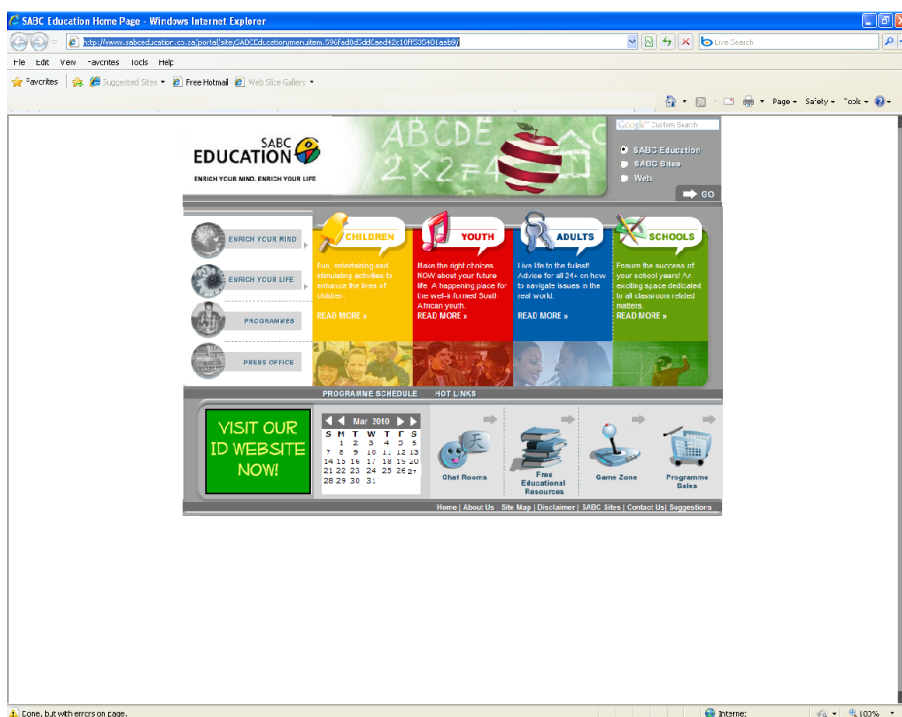 SABC Education Home Page - Windows Internet Explorer
Live Search
File Edit View Favorites Tools Help
Favorites Suggested Sites Free Hotmail Web Slice Gallery
Page Safety Tools
SABC
EDUCATION
ENRICH YOUR MIND. ENRICH YOUR LIFE
ABCDE
2×2=4
C
Google Custom Search
SABC Education
SABC Sites
Web
GO
ENRICH YOUR MIND
ENRICH YOUR LIFE
PROGRAMMES
PRESS OFFICE
CHILDREN
Fun, entertaining and
stimulating activities to
enhance the lives of
children.
READ MORE »
YOUTH
Make the right choices
NOW about your future
life. A happening place for
the well-informed South
African youth.
READ MORE »
ADULTS
Live life to the fullest!
Advice for all 24+ on how
to navigate issues in the
real world.
READ MORE »
SCHOOLS
Ensure the success of
your school years! An
exciting space dedicated
to all classroom related
matters.
READ MORE »
PROGRAMME SCHEDULE HOT LINKS
VISIT OUR
ID WEBSITE
NOW!
Mar 2010
S M T W T F S
1 2 3 4 5 6
7 8 9 10 11 12 13
14 15 16 17 18 19 20
21 22 23 24 25 26 27
28 29 30 31
天
Chat Rooms
Free
Educational
Resources
Game Zone
Programme
Sales
Home | About Us Site Map | Disclaimer | SABC Sites | Contact Us | Suggestions
Done, but with errors on page.
Internet
100%